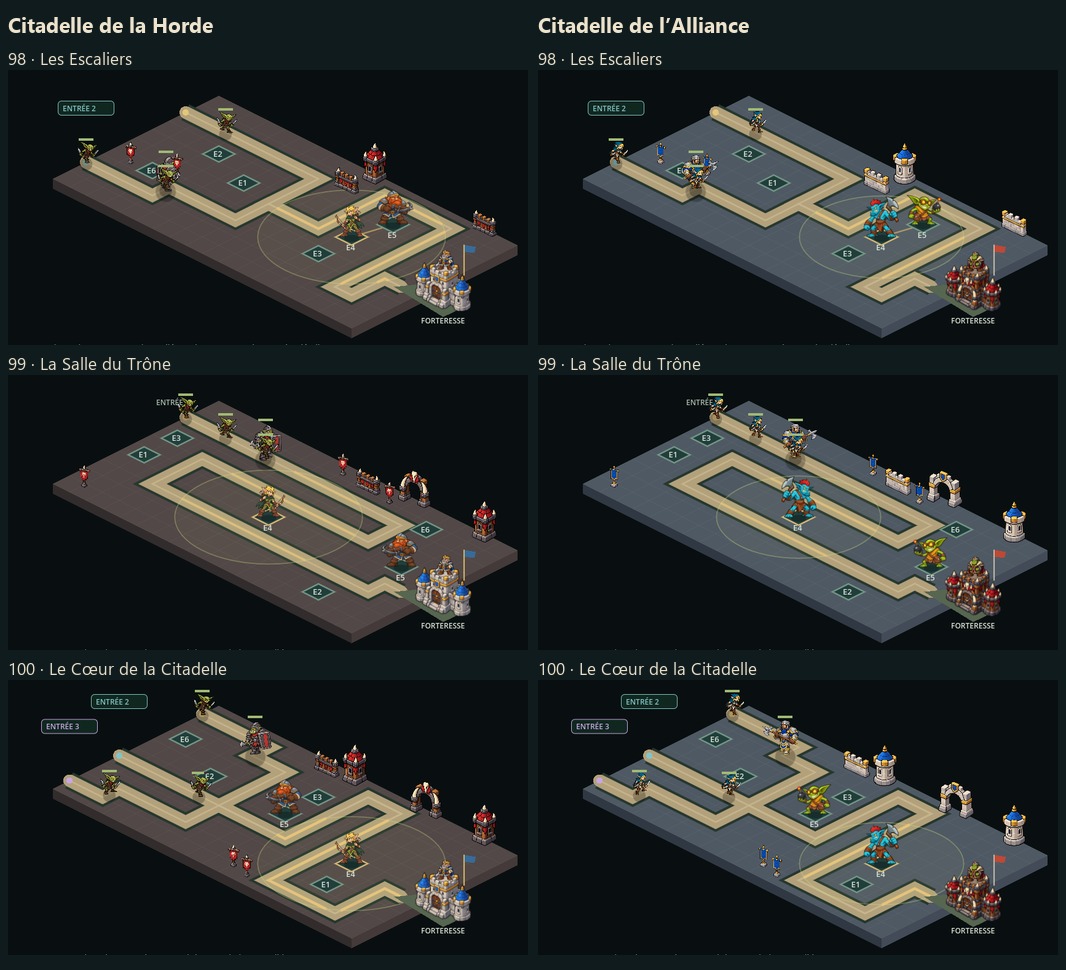 Citadelle de la Horde
Citadelle de l’Alliance
98 · Les Escaliers
98 · Les Escaliers
ENTRÉE 2
E2
E6
E1
E4
E5
E3
FORTERESSE
ENTRÉE 2
E2
E1
E4
E5
E3
FORTERESSE
99 · La Salle du Trône
99 · La Salle du Trône
ENTRÉE
E3
E1
E4
E6
E5
E2
FORTERESSE
ENTRÉE
E3
E1
E4
E6
E5
E2
FORTERESSE
100 · Le Cœur de la Citadelle
100 · Le Cœur de la Citadelle
ENTRÉE 2
ENTRÉE 3
E6
E2
E3
E5
E4
E1
FORTERESSE
ENTRÉE 2
ENTRÉE 3
E6
E2
E3
E5
E4
E1
FORTERESSE